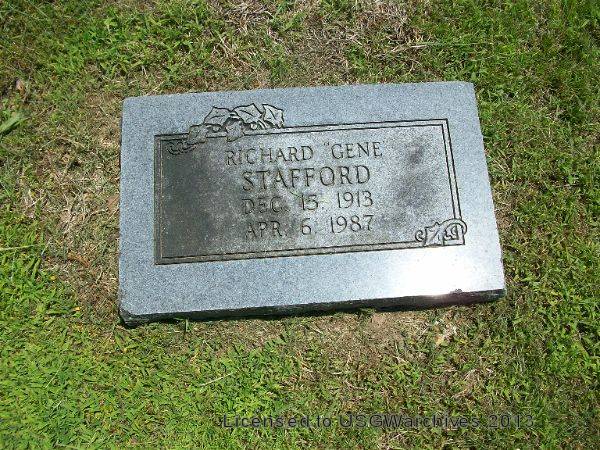 RICHARD "GENE"
STAFFORD
DEC. 15, 1913
APR. 6, 1987
Licensed to USGWarchives 2013